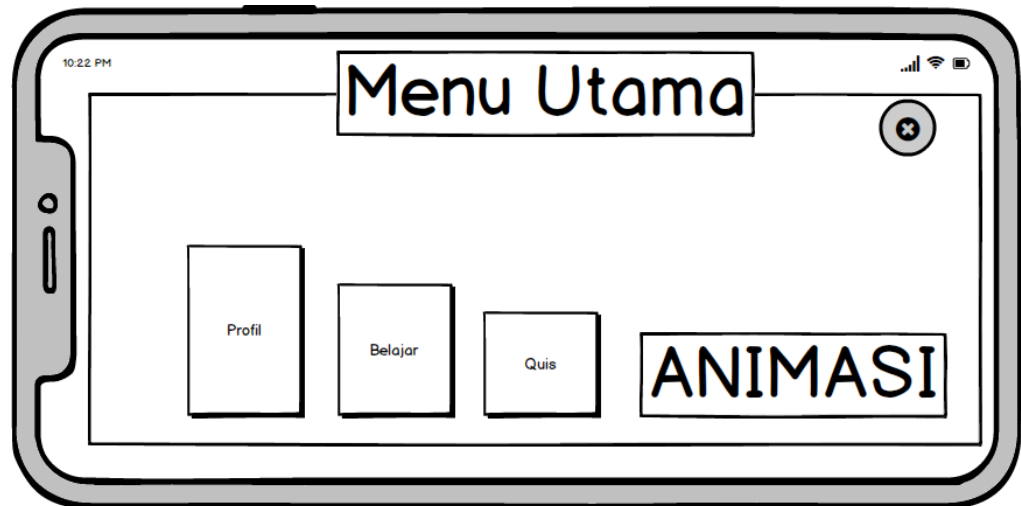 10:22 PM
Menu Utama
Profil
Belajar
Quis
ANIMASI